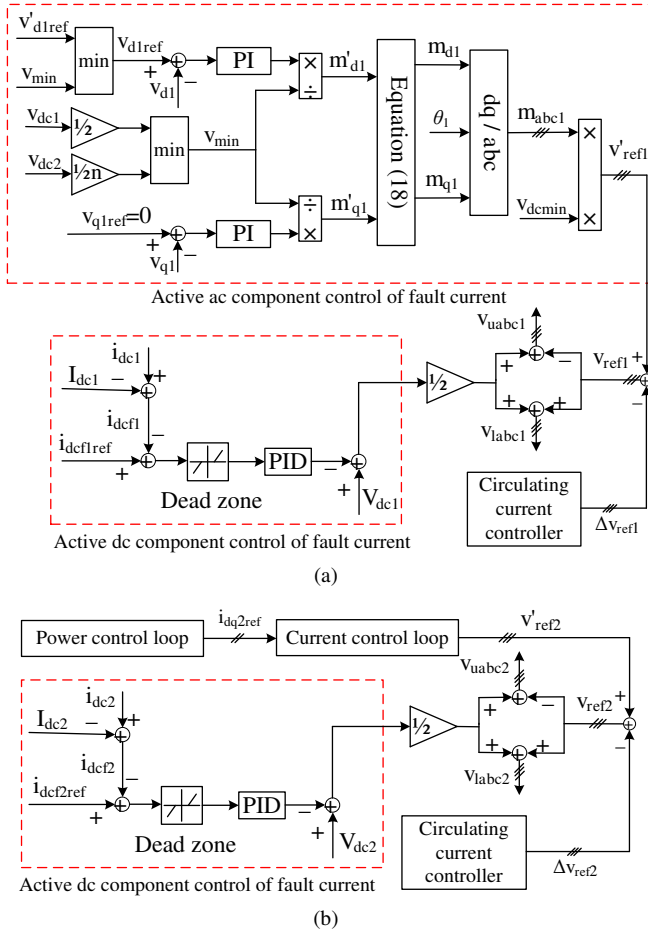 v'd1ref
min
vd1ref
+
−
vd1
PI
×
÷
m'd1
Equation (18)
md1
dq / abc
mabc1
×
×
v'ref1
vmin
vdc1
½
vdc2
½n
min
vmin
θ1
vq1ref=0
+
−
vq1
PI
÷
×
m'q1
mq1
vdcmin
Active ac component control of fault current
idc1
Idc1
−
+
idcf1
−
idcf1ref
+
Dead zone
PID
−
+
Vdc1
Active dc component control of fault current
½
vuabc1
+
−
+
+
vlabc1
vref1
+
−
Circulating
current
controller
Δvref1
(a)
Power control loop
idq2ref
Current control loop
v'ref2
idc2
Idc2
−
+
idcf2
−
idcf2ref
+
Dead zone
PID
−
+
Vdc2
Active dc component control of fault current
½
vuabc2
+
−
+
+
vlabc2
vref2
+
−
Circulating
current
controller
Δvref2
(b)